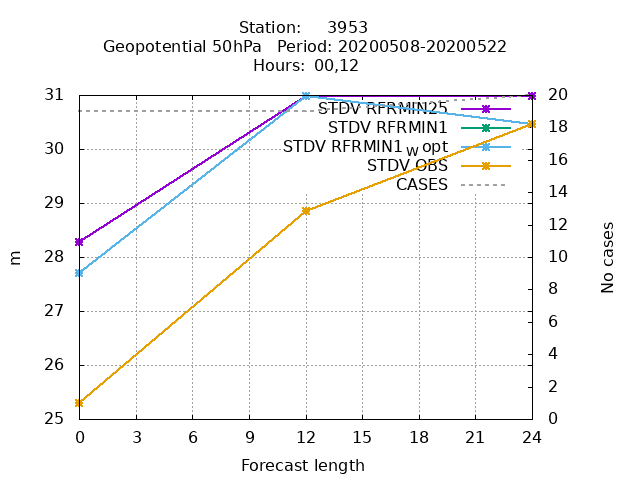 Station:     3953
Geopotential 50hPa   Period: 20200508-20200522
Hours:  00,12
31
30
29
28
27
26
25
m
20
18
16
14
12
10
8
6
4
2
0
No cases
STDV RFRMIN25
STDV RFRMIN1
STDV RFRMIN1_w opt
STDV OBS
CASES
0 3 6 9 12 15 18 21 24
Forecast length